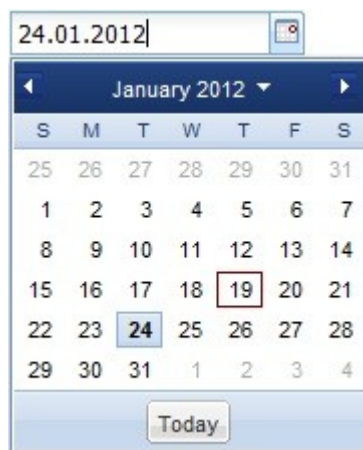 24.01.2012
January 2012
S M T W T F S
25 26 27 28 29 30 31
1 2 3 4 5 6 7
8 9 10 11 12 13 14
15 16 17 18 19 20 21
22 23 24 25 26 27 28
29 30 31 1 2 3 4
Today